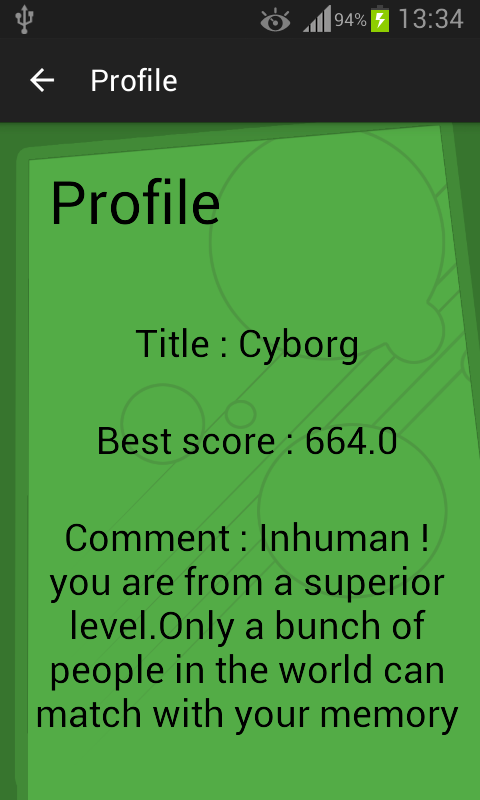 94% 13:34
Profile
Profile
Title : Cyborg
Best score : 664.0
Comment : Inhuman !
you are from a superior
level.Only a bunch of
people in the world can
match with your memory